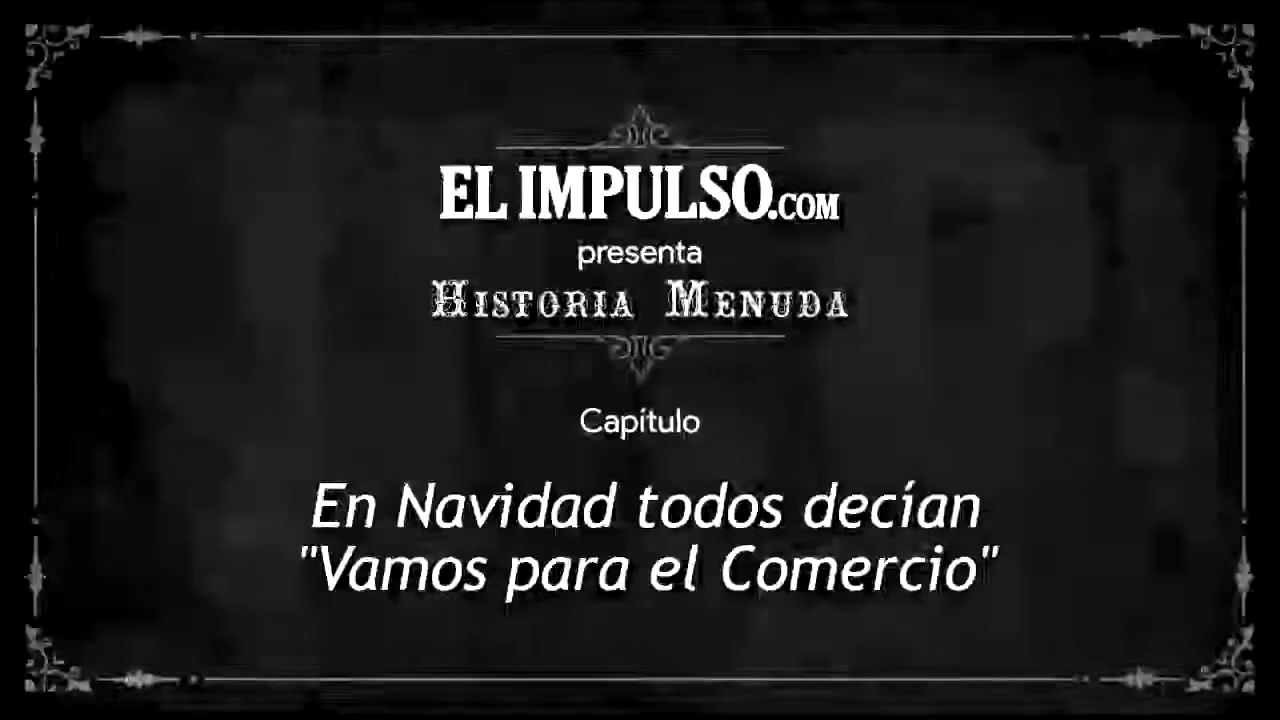 EL IMPULSO.COM
presenta
HISTORIA MENUDA
Capítulo
En Navidad todos decían
"Vamos para el Comercio"